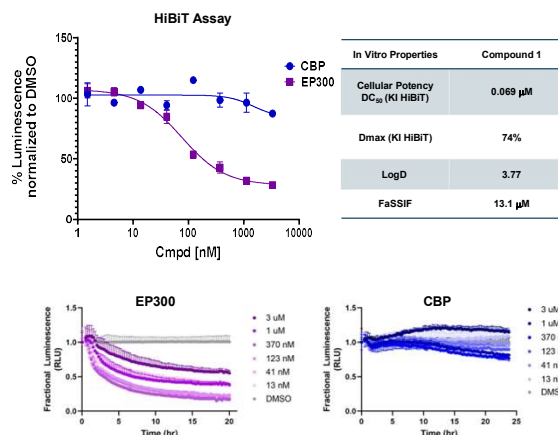 HiBiT Assay
% Luminescence
normalized to DMSO
150
100
50
0
1
10
100
1000
10000
Cmpd [nM]
CBP
EP300
In Vitro Properties Compound 1
Cellular Potency
DC50 (KI HiBiT)
0.069 µM
Dmax (KI HiBiT) 74%
LogD 3.77
FaSSIF 13.1 µM
EP300
Fractional Luminescence
(RLU)
1.5
1.0
0.5
0.0
0
5
10
15
20
Time (hr)
3 uM
1 uM
370 nM
123 nM
41 nM
13 nM
DMSO
CBP
Fractional Luminescence
(RLU)
1.5
1.0
0.5
0.0
0
5
10
15
20
25
Time (hr)
3 uM
1 uM
370
123
41 n
13 n
DMS